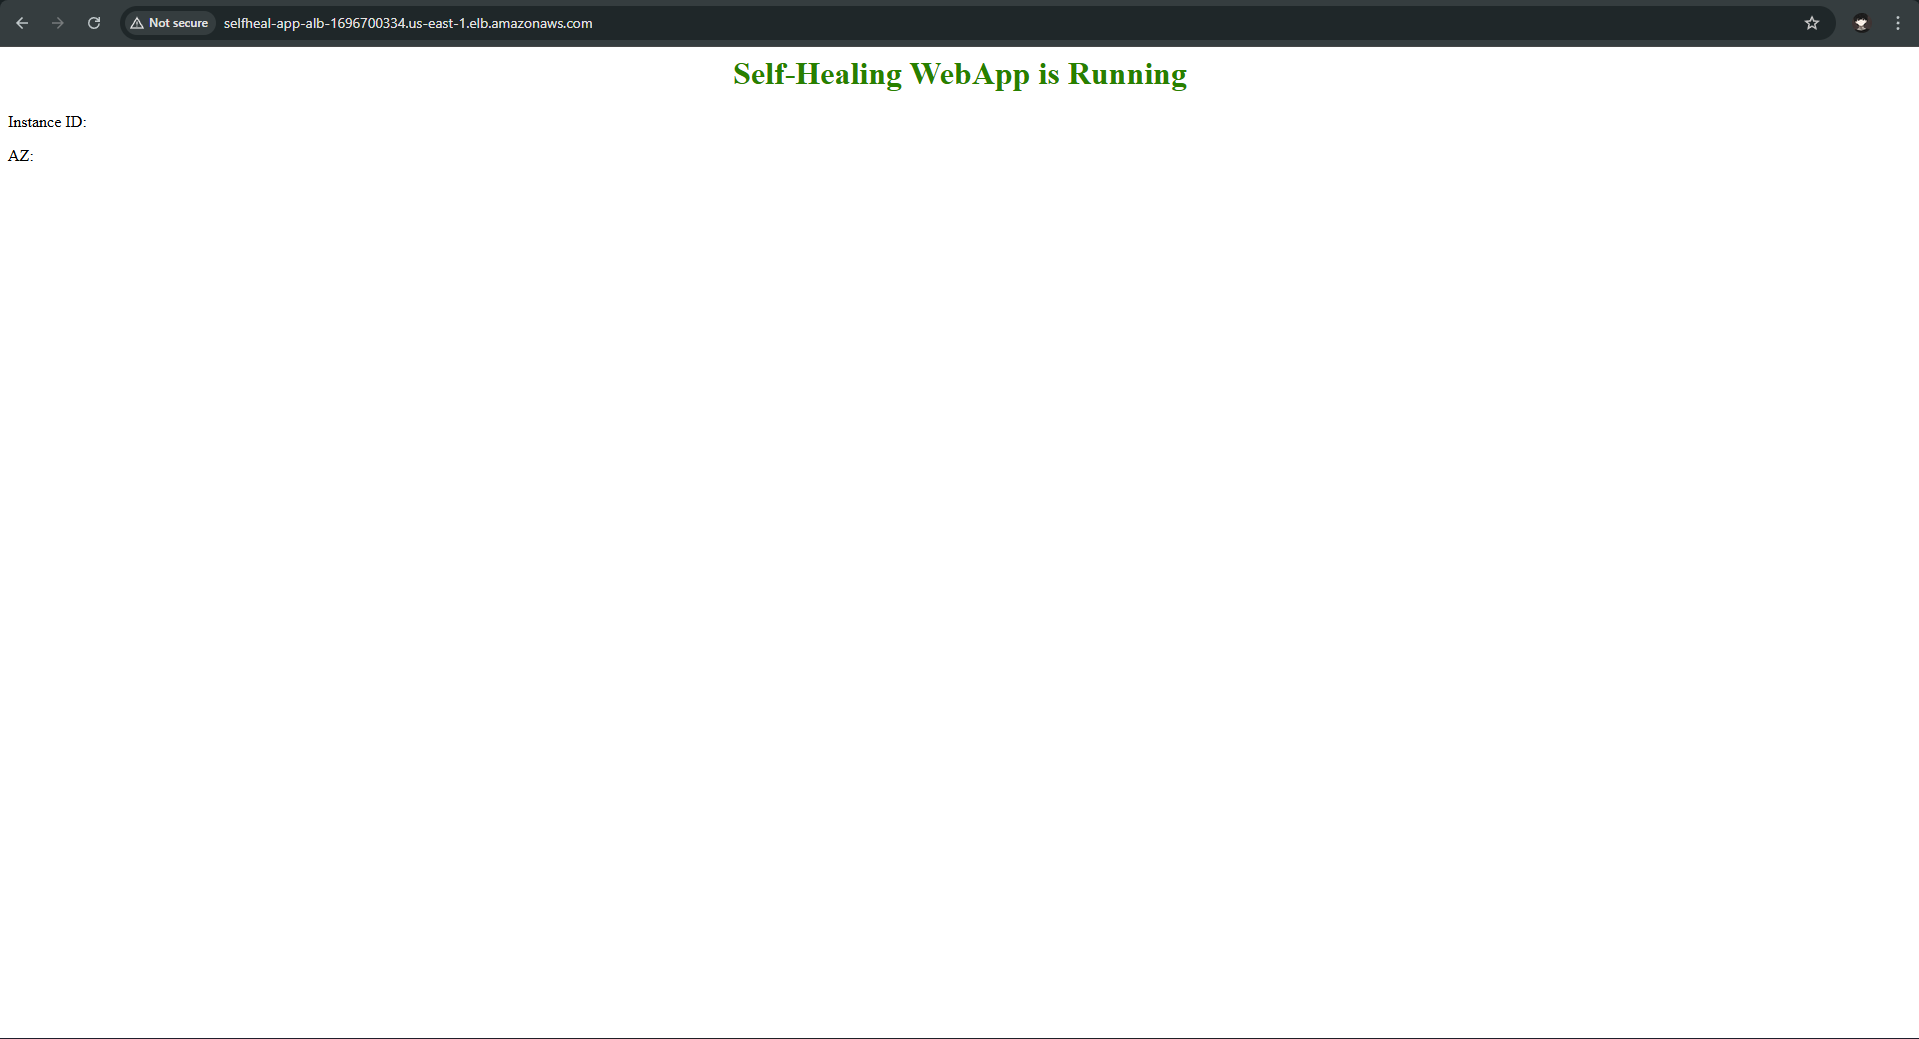 Not secure selfheal-app-alb-1696700334.us-east-1.elb.amazonaws.com
Self-Healing WebApp is Running
Instance ID:
AZ: